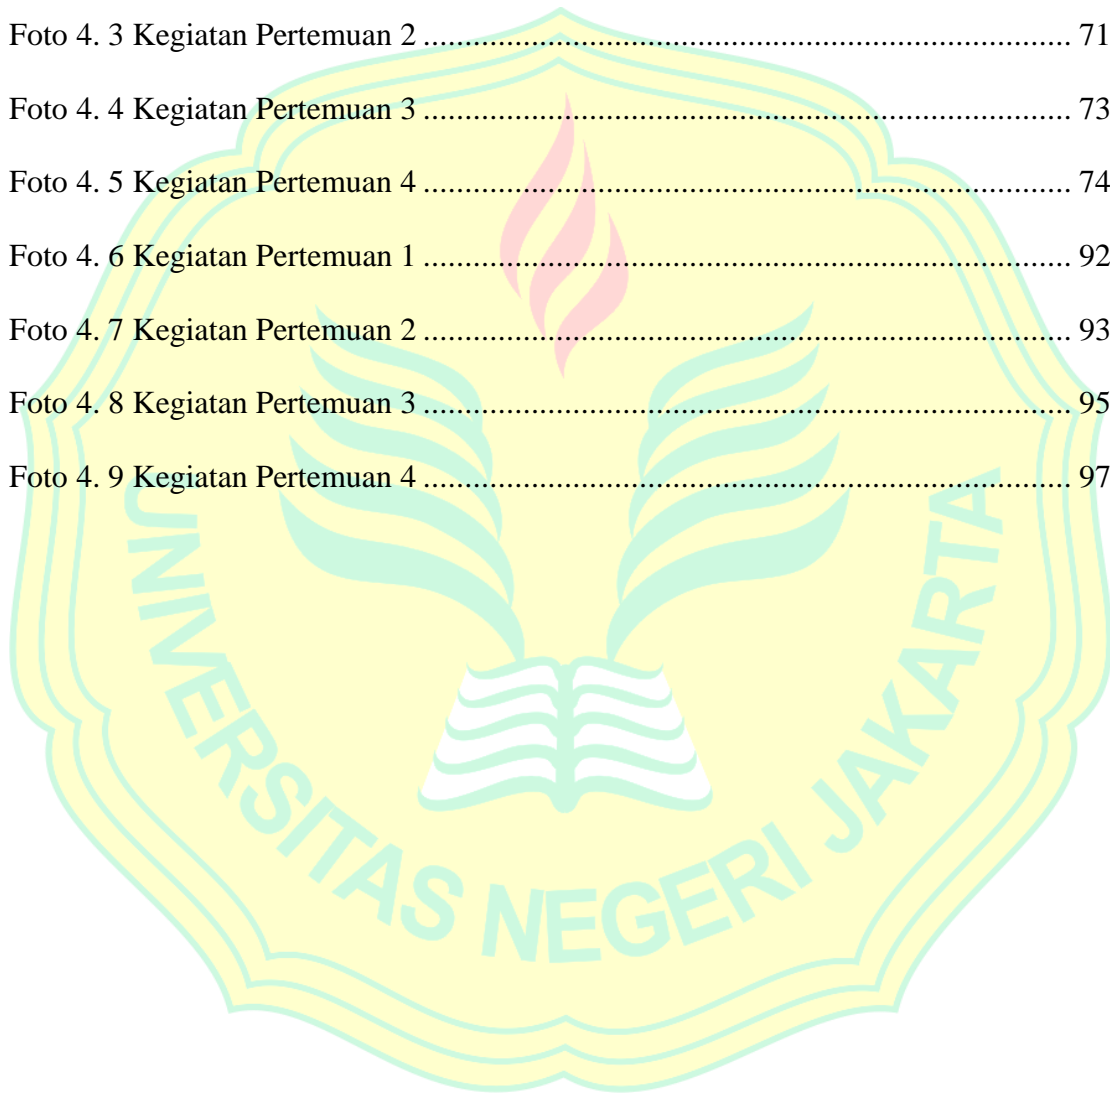 Foto 4. 3 Kegiatan Pertemuan 2 ............................................................................... 71
Foto 4. 4 Kegiatan Pertemuan 3 ............................................................................... 73
Foto 4. 5 Kegiatan Pertemuan 4 ............................................................................... 74
Foto 4. 6 Kegiatan Pertemuan 1 ............................................................................... 92
Foto 4. 7 Kegiatan Pertemuan 2 ............................................................................... 93
Foto 4. 8 Kegiatan Pertemuan 3 ............................................................................... 95
Foto 4. 9 Kegiatan Pertemuan 4 ............................................................................... 97
UNIVERSITAS NEGERI JAKARTA